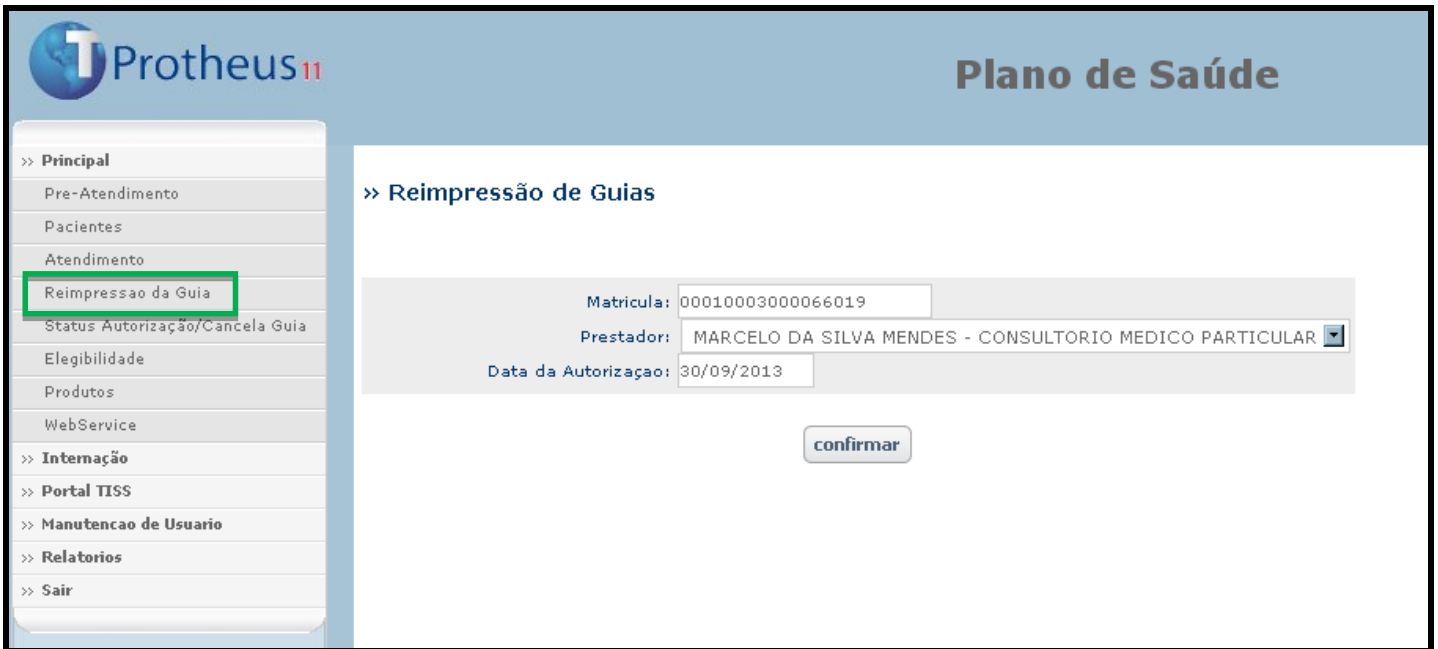 Protheus 11
Plano de Saúde
>> Principal
Pre-Atendimento
Pacientes
Atendimento
Reimpressao da Guia
Status Autorização/Cancela Guia
Elegibilidade
Produtos
WebService
>> Internação
>> Portal TISS
>> Manutencao de Usuario
>> Relatorios
>> Sair
>> Reimpressão de Guias
Matricula: 00010003000066019
Prestador: MARCELO DA SILVA MENDES - CONSULTORIO MEDICO PARTICULAR
Data da Autorizaçao: 30/09/2013
confirmar